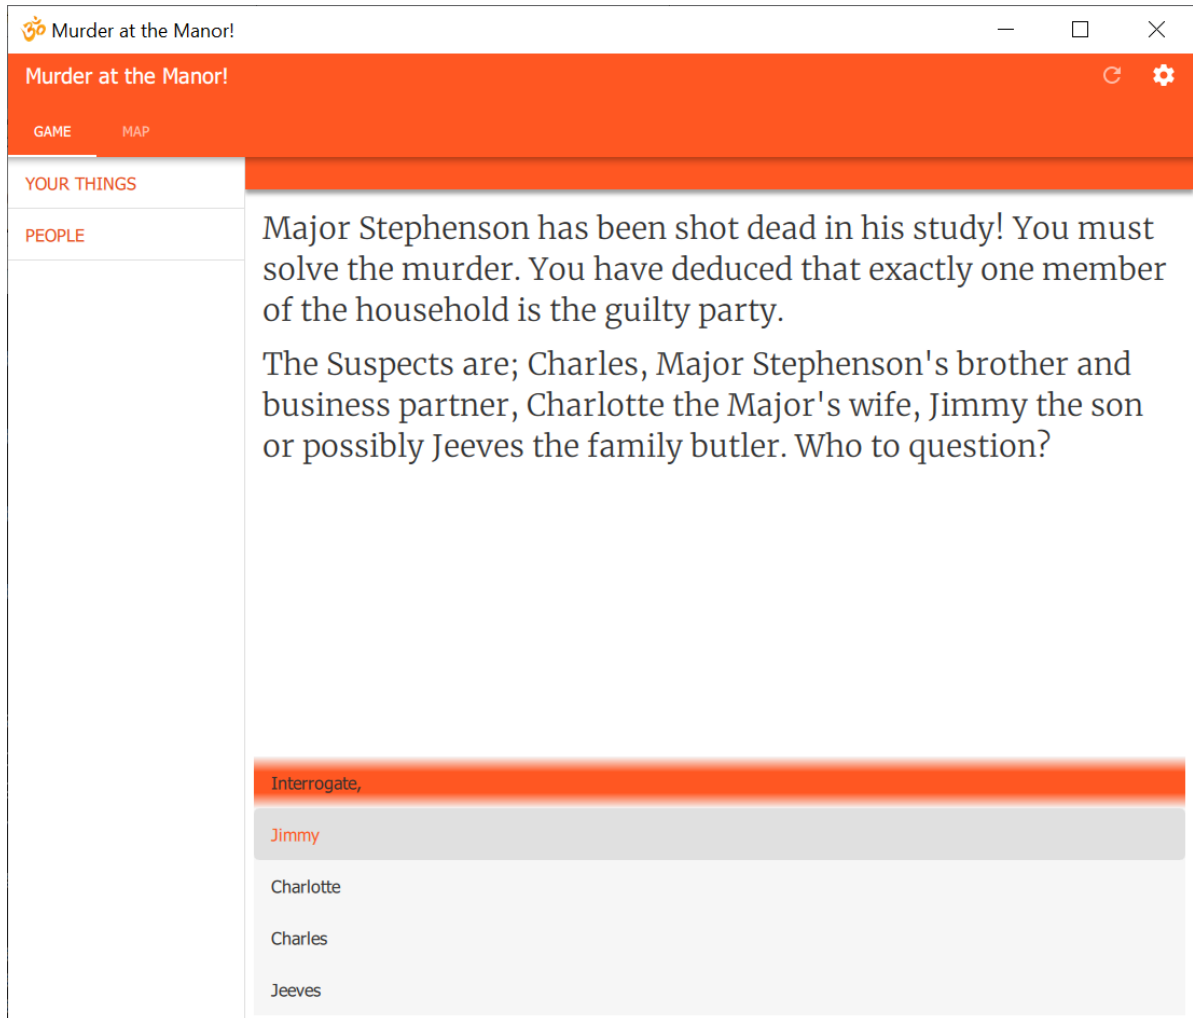 Murder at the Manor!
Murder at the Manor!
GAME MAP
YOUR THINGS
PEOPLE
Major Stephenson has been shot dead in his study! You must
solve the murder. You have deduced that exactly one member
of the household is the guilty party.
The Suspects are; Charles, Major Stephenson's brother and
business partner, Charlotte the Major's wife, Jimmy the son
or possibly Jeeves the family butler. Who to question?
Interrogate,
Jimmy
Charlotte
Charles
Jeeves